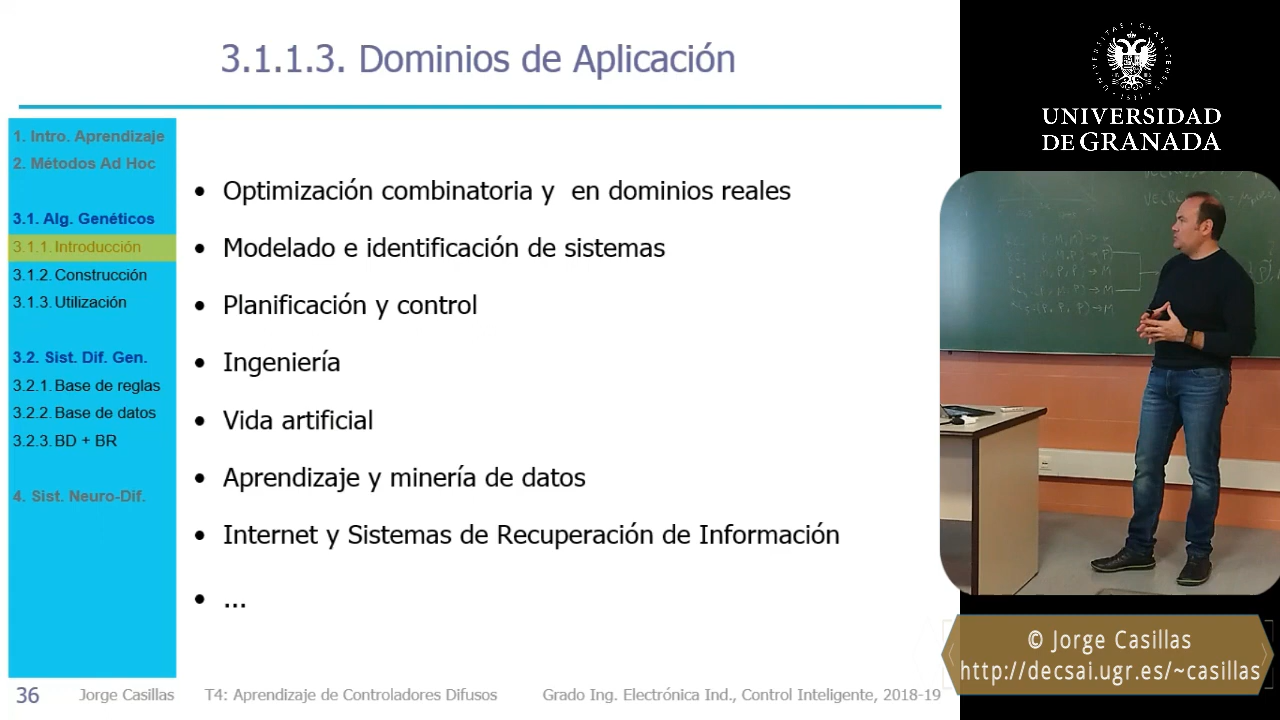 3.1.1.3. Dominios de Aplicación
1. Intro. Aprendizaje
2. Métodos Ad Hoc
3.1. Alg. Genéticos
3.1.1. Introducción
3.1.2. Construcción
3.1.3. Utilización
3.2. Sist. Dif. Gen.
3.2.1. Base de reglas
3.2.2. Base de datos
3.2.3. BD + BR
4. Sist. Neuro-Dif.
• Optimización combinatoria y en dominios reales
• Modelado e identificación de sistemas
• Planificación y control
• Ingeniería
• Vida artificial
• Aprendizaje y minería de datos
• Internet y Sistemas de Recuperación de Información
• ...
36 Jorge Casillas T4: Aprendizaje de Controladores Difusos Grado Ing. Electrónica Ind., Control Inteligente, 2018-19
UNIVERSIDAD
DE GRANADA
© Jorge Casillas
http://decsai.ugr.es/~casillas